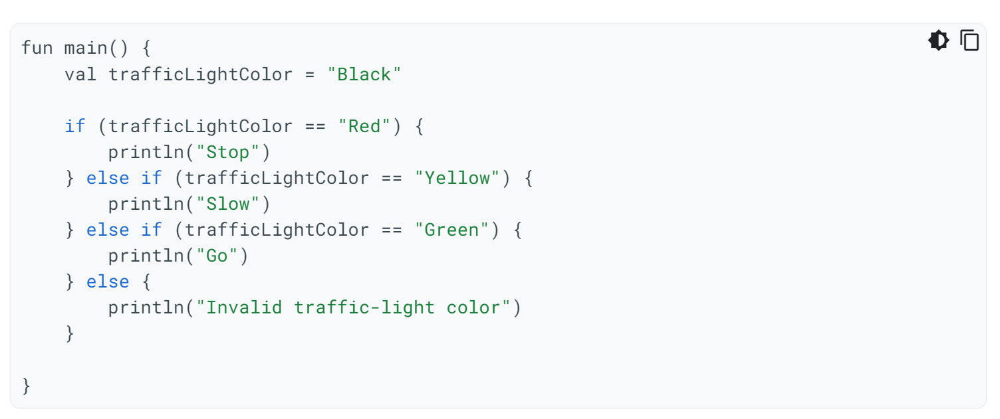 fun main() {
    val trafficLightColor = "Black"

    if (trafficLightColor == "Red") {
        println("Stop")
    } else if (trafficLightColor == "Yellow") {
        println("Slow")
    } else if (trafficLightColor == "Green") {
        println("Go")
    } else {
        println("Invalid traffic-light color")
    }

}